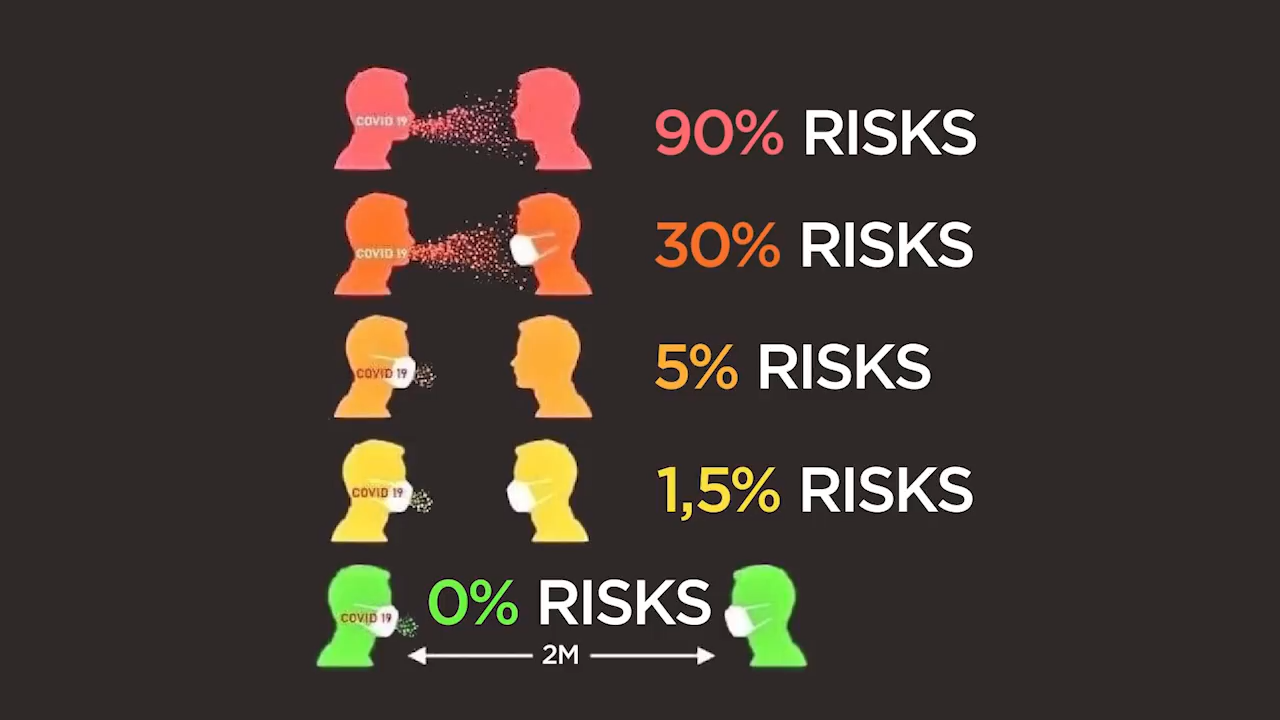 COVID 19
90% RISKS
COVID 19
30% RISKS
COVID 19
5% RISKS
COVID 19
1,5% RISKS
COVID 19
0% RISKS
2M